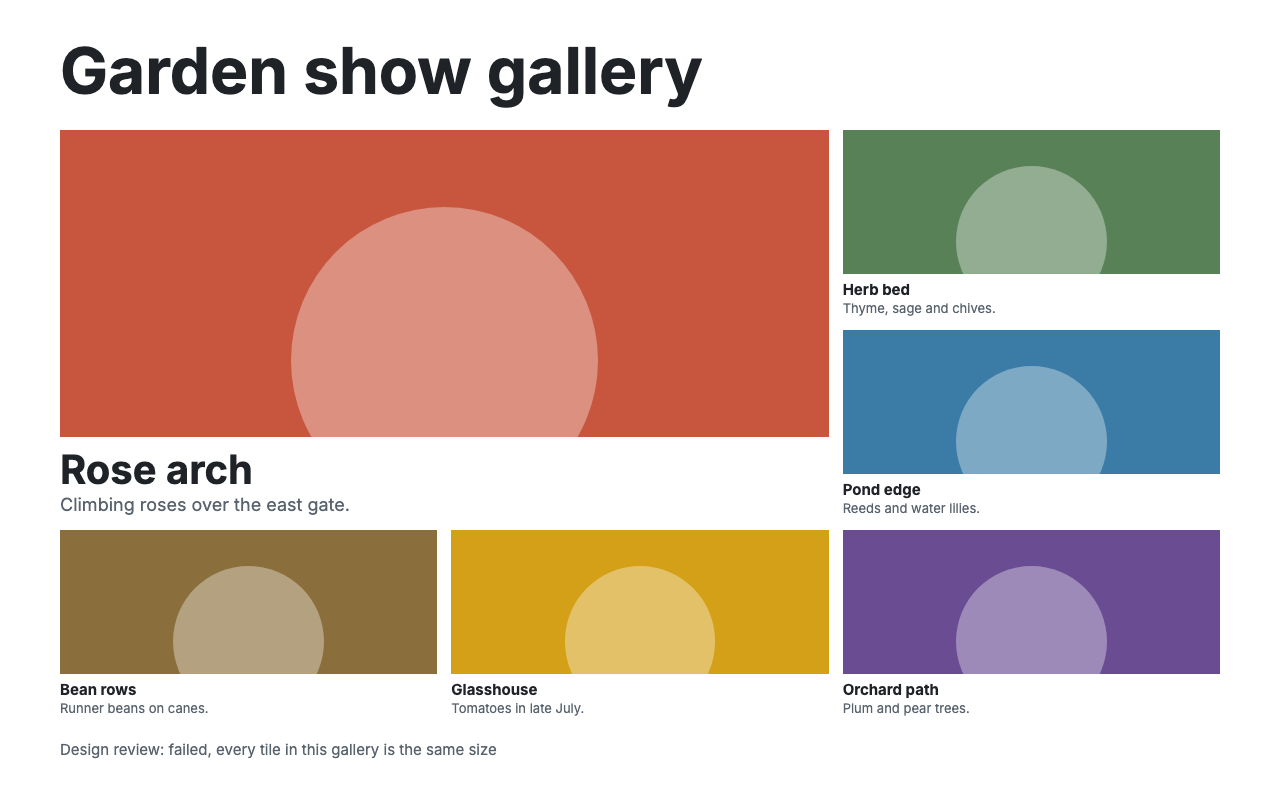 Garden show gallery
Rose arch
Climbing roses over the east gate.
Herb bed
Thyme, sage and chives.
Pond edge
Reeds and water lilies.
Bean rows
Runner beans on canes.
Glasshouse
Tomatoes in late July.
Orchard path
Plum and pear trees.
Design review: failed, every tile in this gallery is the same size